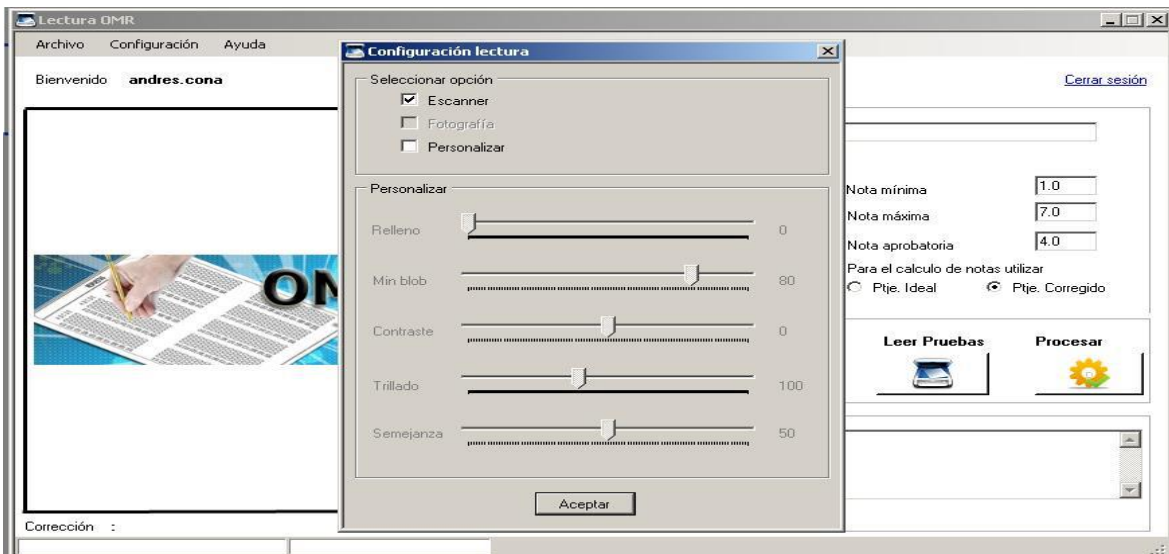 Lectura OMR
Archivo Configuración Ayuda
Bienvenido andres.cona
Cerrar sesión
Configuración lectura
Seleccionar opción
Escanner
Fotografía
Personalizar
Personalizar
Relleno 0
Min blob 80
Contraste 0
Trillado 100
Semejanza 50
Aceptar
Nota mínima 1.0
Nota máxima 7.0
Nota aprobatoria 4.0
Para el calculo de notas utilizar
Ptje. Ideal Ptje. Corregido
Leer Pruebas Procesar
Corrección :